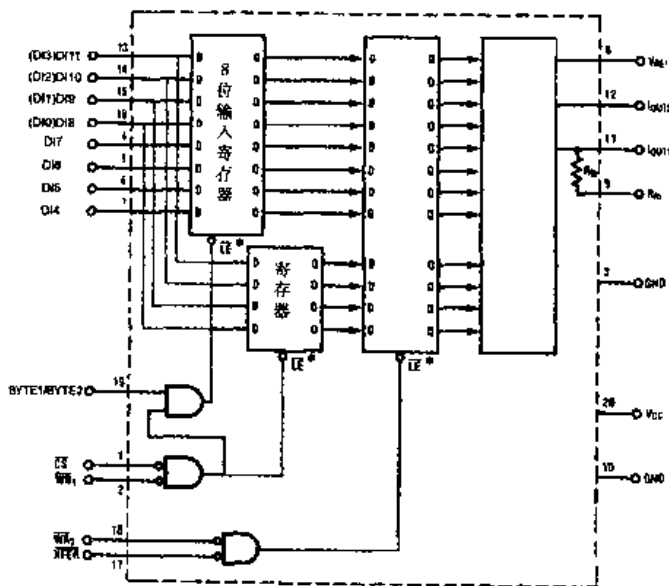 (DI3)DI11
13
(DI2)DI10
14
(DI1)DI9
15
(DI0)DI8
16
DI7
4
DI6
5
DI5
6
DI4
7
8位输入寄存器
D D D D D D D D
Q Q Q Q Q Q Q Q
LE*
寄存器
D D D D
Q Q Q Q
LE*
D D D D D D D D D D D D
Q Q Q Q Q Q Q Q Q Q Q Q
LE*
VREF
12
IOUT2
11
IOUT1
Rfb
9
Rfb
3
GND
20
VCC
10
GND
BYTE1/BYTE2
19
CS
1
WR1
2
WR2
18
XFER
17